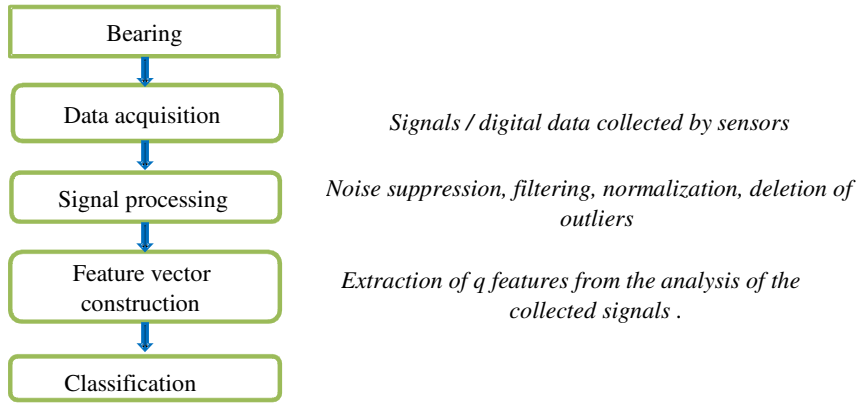 Bearing
Data acquisition
Signals / digital data collected by sensors
Signal processing
Noise suppression, filtering, normalization, deletion of
outliers
Feature vector
construction
Extraction of q features from the analysis of the
collected signals .
Classification